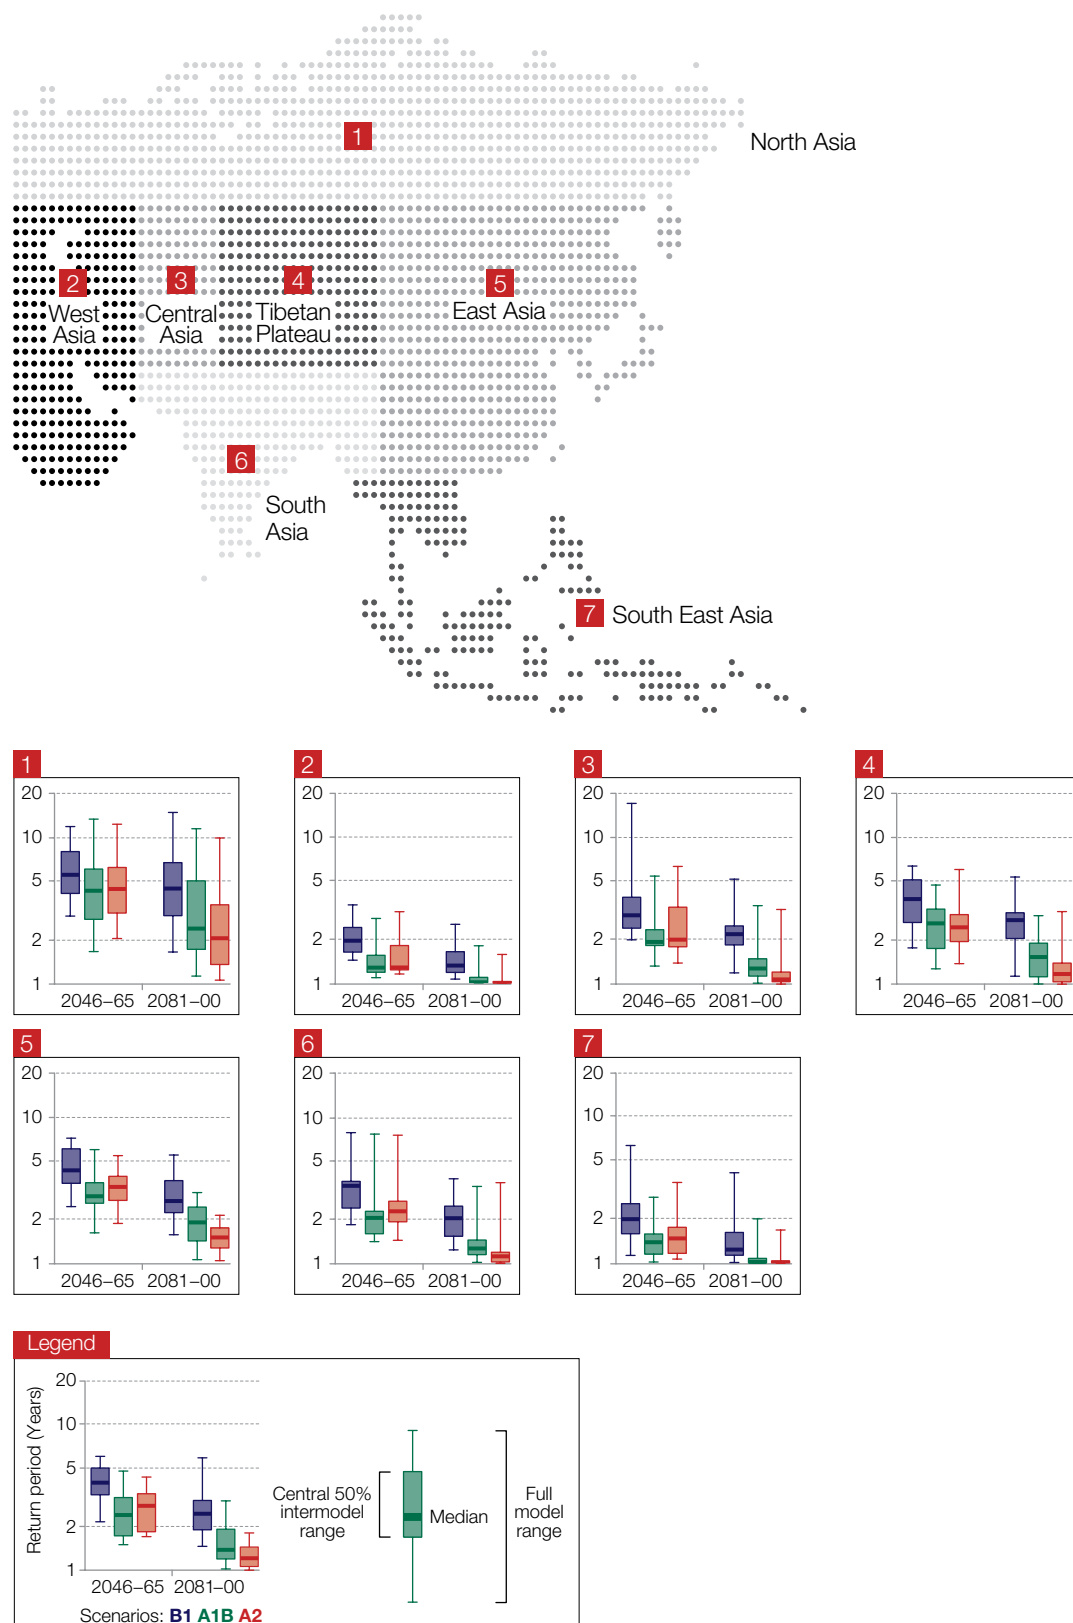 1
North Asia
2
West
Asia
3
Central
Asia
4
Tibetan
Plateau
5
East Asia
6
South
Asia
7
South East Asia
1
20
10
5
2
1
2046–65 2081–00
2
20
10
5
2
1
2046–65 2081–00
3
20
10
5
2
1
2046–65 2081–00
4
20
10
5
2
1
2046–65 2081–00
5
20
10
5
2
1
2046–65 2081–00
6
20
10
5
2
1
2046–65 2081–00
7
20
10
5
2
1
2046–65 2081–00
Legend
Return period (Years)
20
10
5
2
1
2046–65 2081–00
Scenarios: B1 A1B A2
Central 50%
intermodel
range
Median
Full
model
range